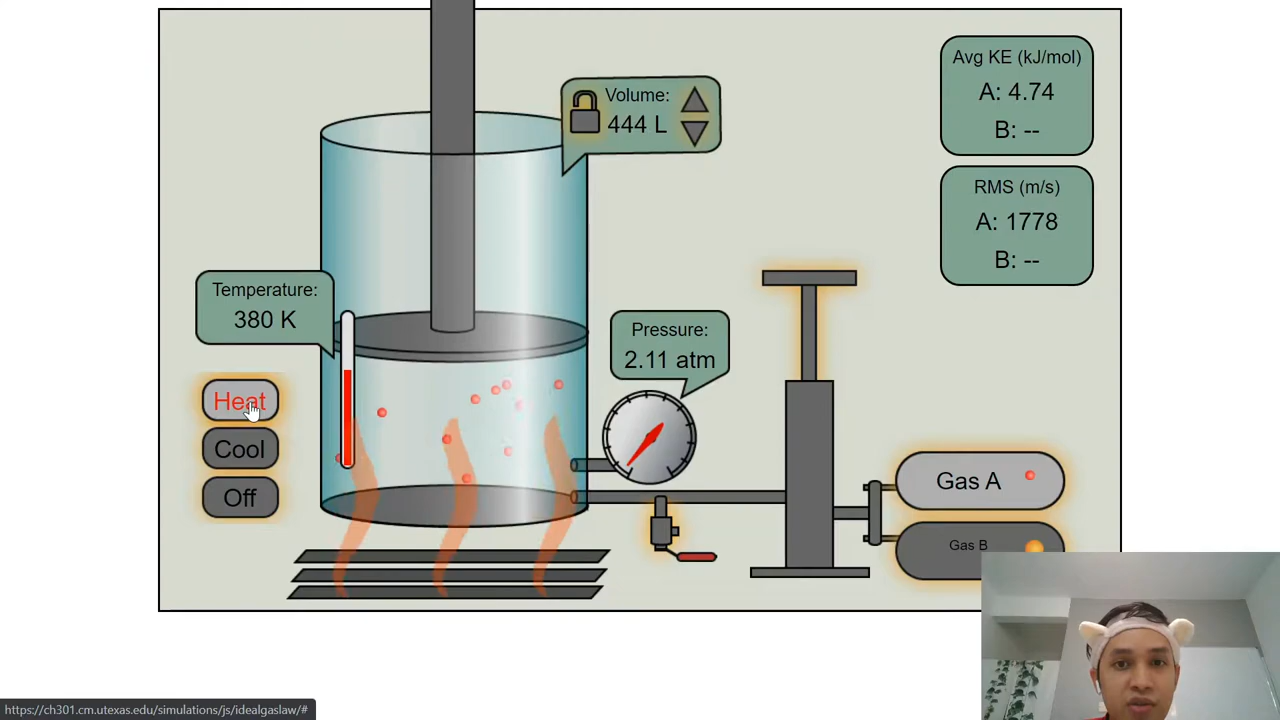 Avg KE (kJ/mol)
A: 4.74
B: --
Volume:
444 L
RMS (m/s)
A: 1778
B: --
Temperature:
380 K
Pressure:
2.11 atm
Heat
Cool
Off
Gas A
Gas B
https://ch301.cm.utexas.edu/simulations/js/idealgaslaw/#